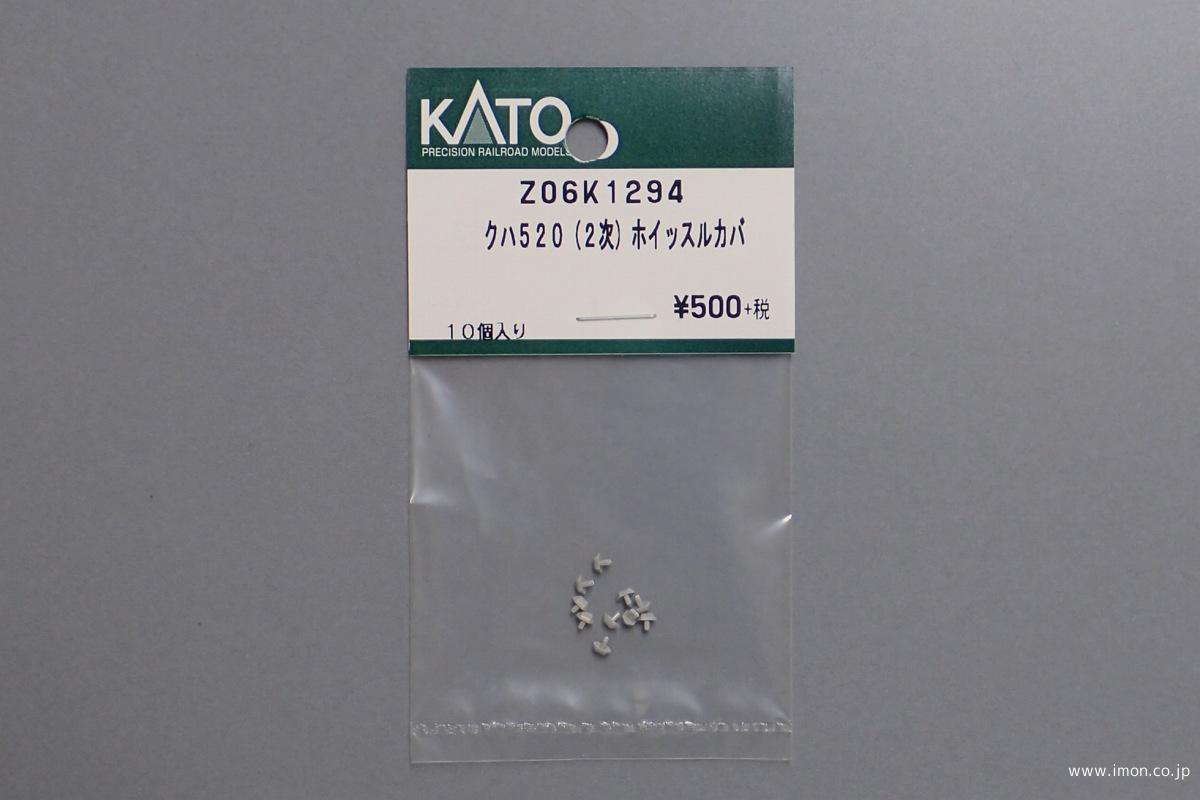 KATO
PRECISION RAILROAD MODELS
Z06K1294
クハ520(2次)ホイッスルカバ
¥500+税
10個入り
www.imon.co.jp